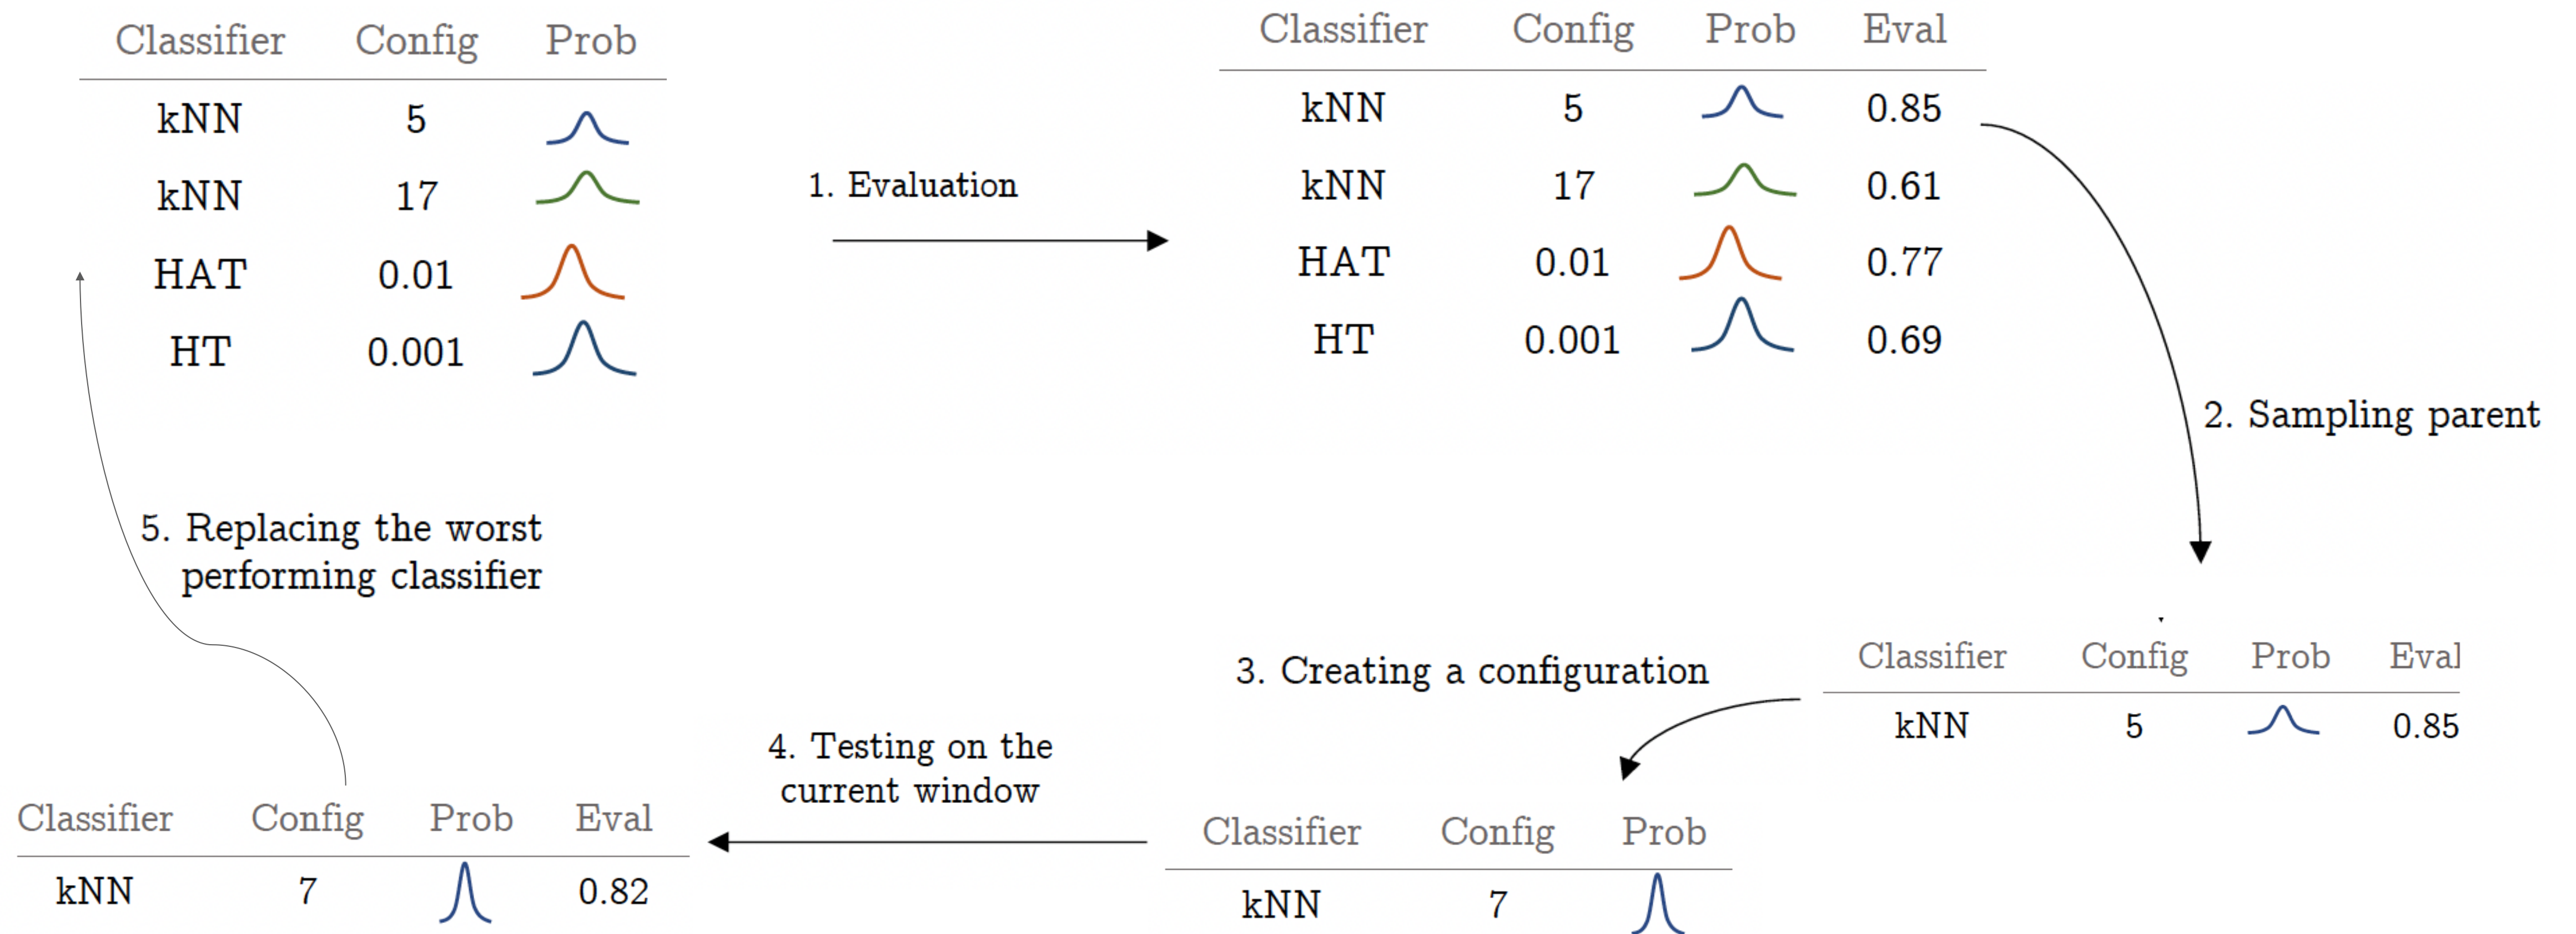 Classifier Config Prob
kNN 5
kNN 17
HAT 0.01
HT 0.001
1. Evaluation
Classifier Config Prob Eval
kNN 5 0.85
kNN 17 0.61
HAT 0.01 0.77
HT 0.001 0.69
2. Sampling parent
Classifier Config Prob Eval
kNN 5 0.85
3. Creating a configuration
Classifier Config Prob
kNN 7
4. Testing on the
current window
Classifier Config Prob Eval
kNN 7 0.82
5. Replacing the worst
performing classifier